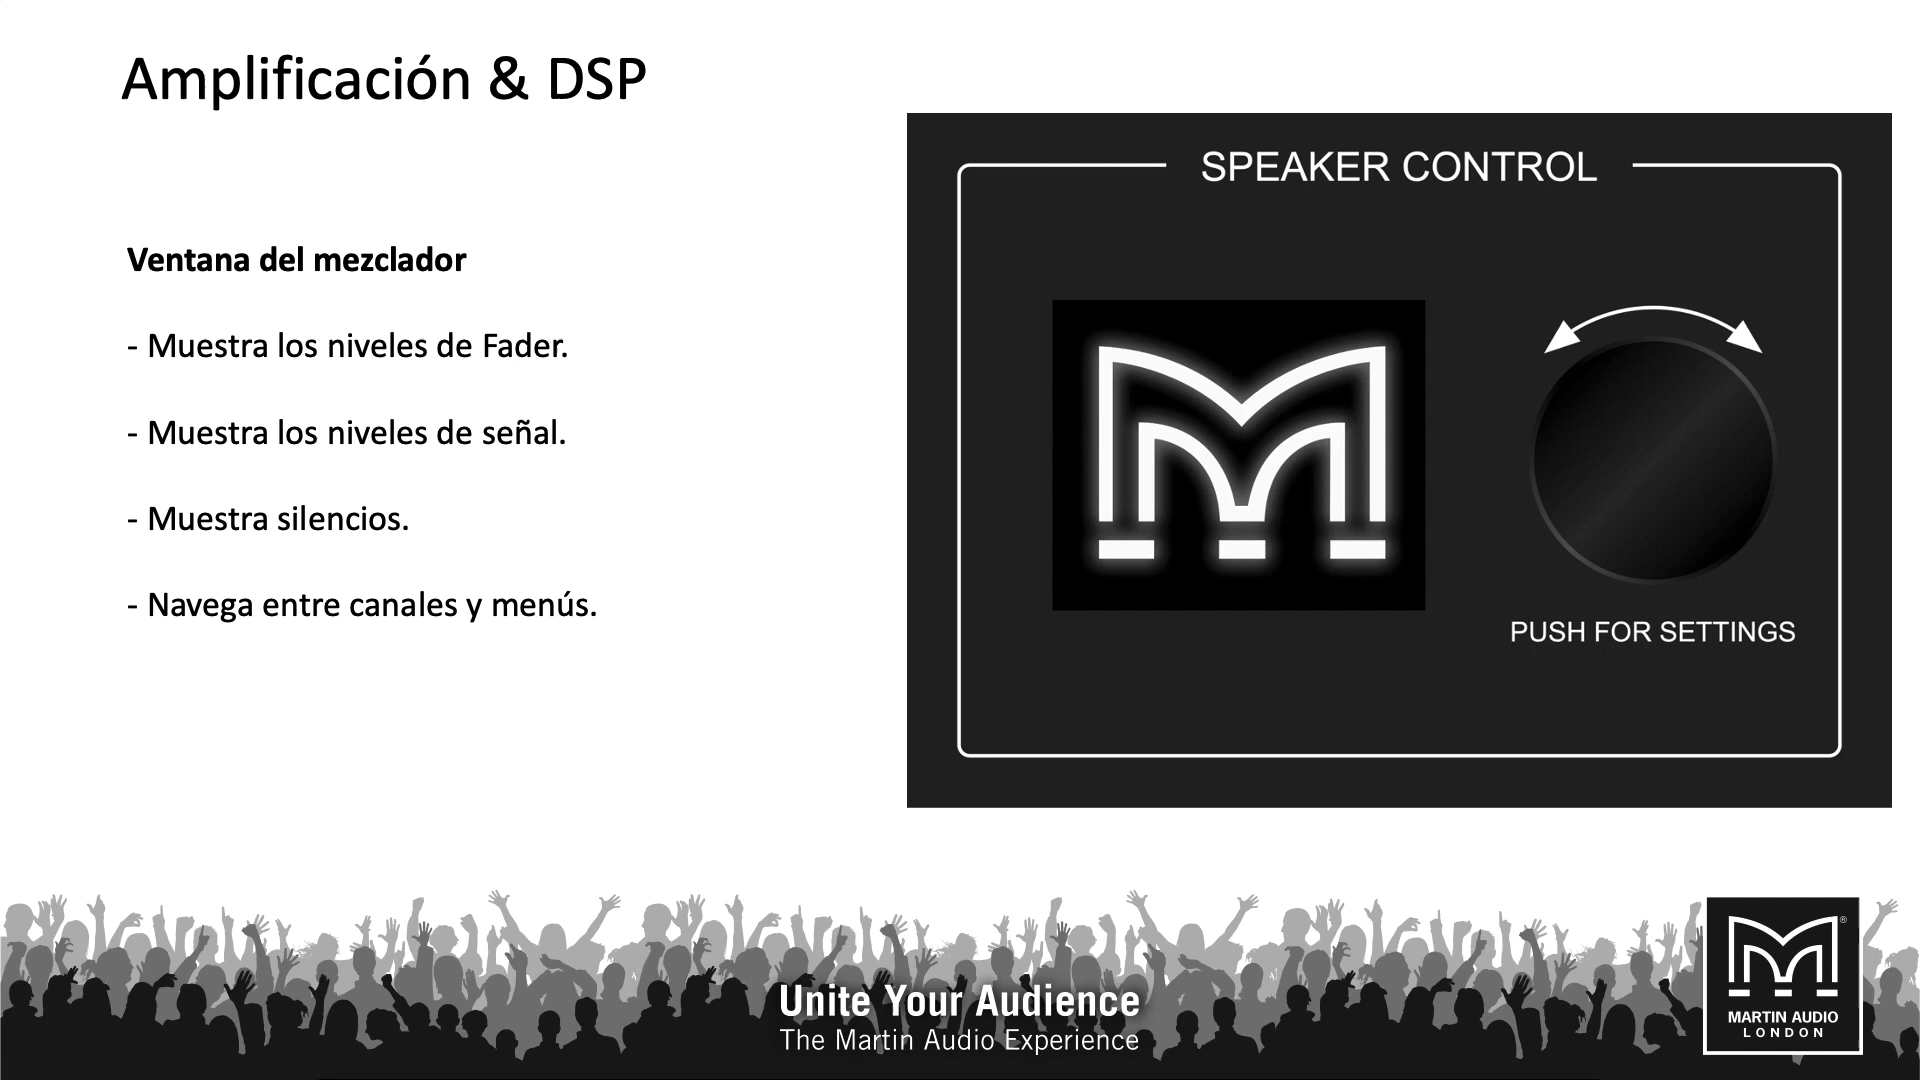 Amplificación & DSP
Ventana del mezclador
- Muestra los niveles de Fader.
- Muestra los niveles de señal.
- Muestra silencios.
- Navega entre canales y menús.
SPEAKER CONTROL
PUSH FOR SETTINGS
Unite Your Audience
The Martin Audio Experience
®
MARTIN AUDIO
LONDON